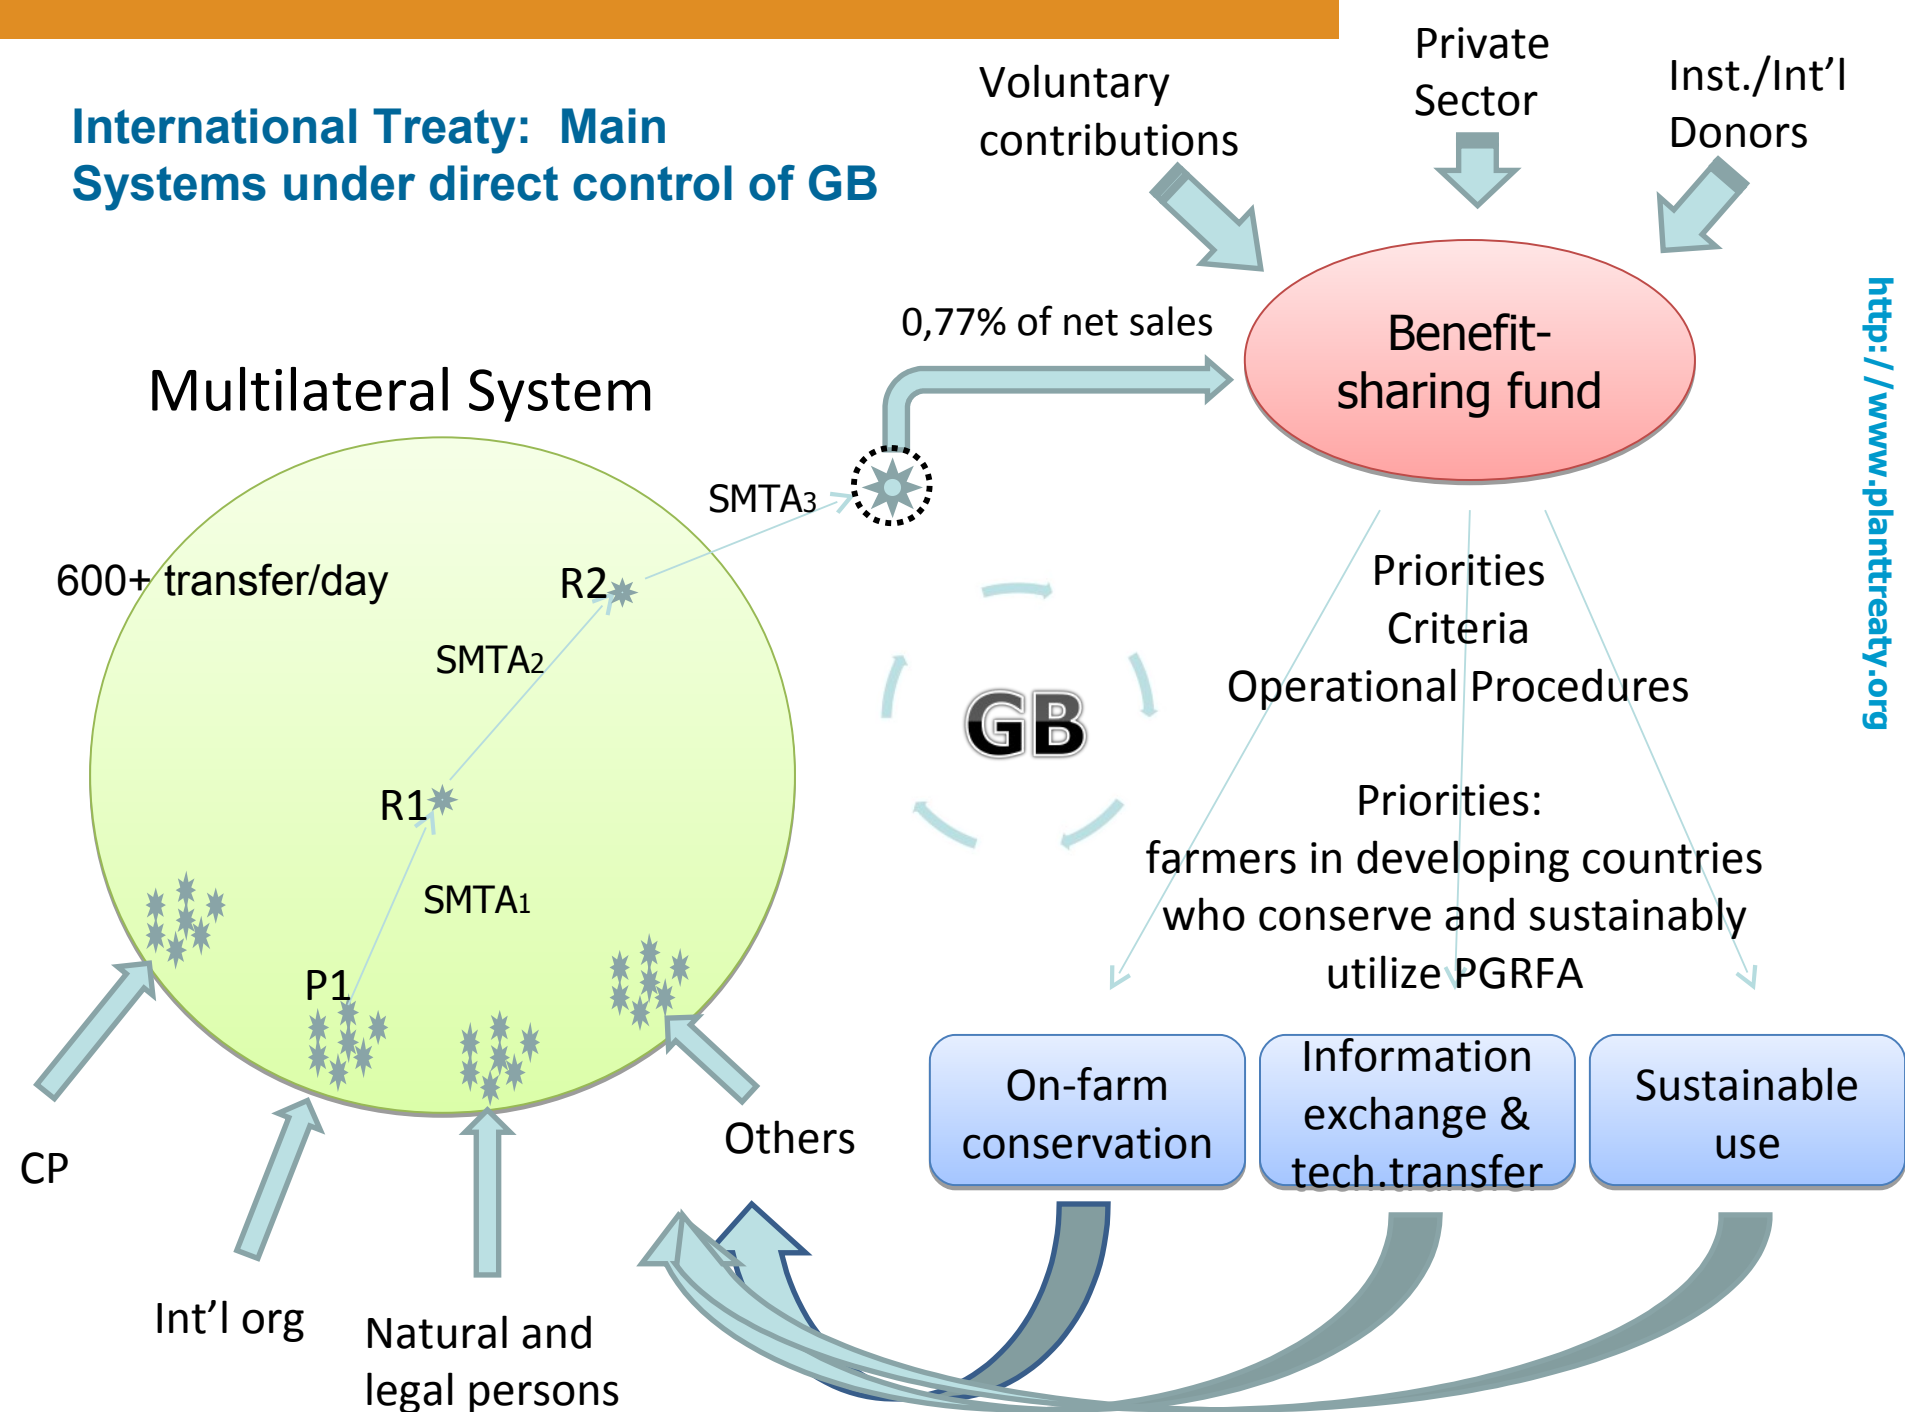 International Treaty: Main
Systems under direct control of GB
Voluntary
contributions
Private
Sector
Inst./Int'l
Donors
0,77% of net sales
Benefit-
sharing fund
http://www.planttreaty.org
Multilateral System
SMTA3
600+ transfer/day
R2
SMTA2
R1
SMTA1
P1
GB
Priorities
Criteria
Operational Procedures
Priorities:
farmers in developing countries
who conserve and sustainably
utilize PGRFA
On-farm
conservation
Information
exchange &
tech.transfer
Sustainable
use
CP
Int'l org
Natural and
legal persons
Others